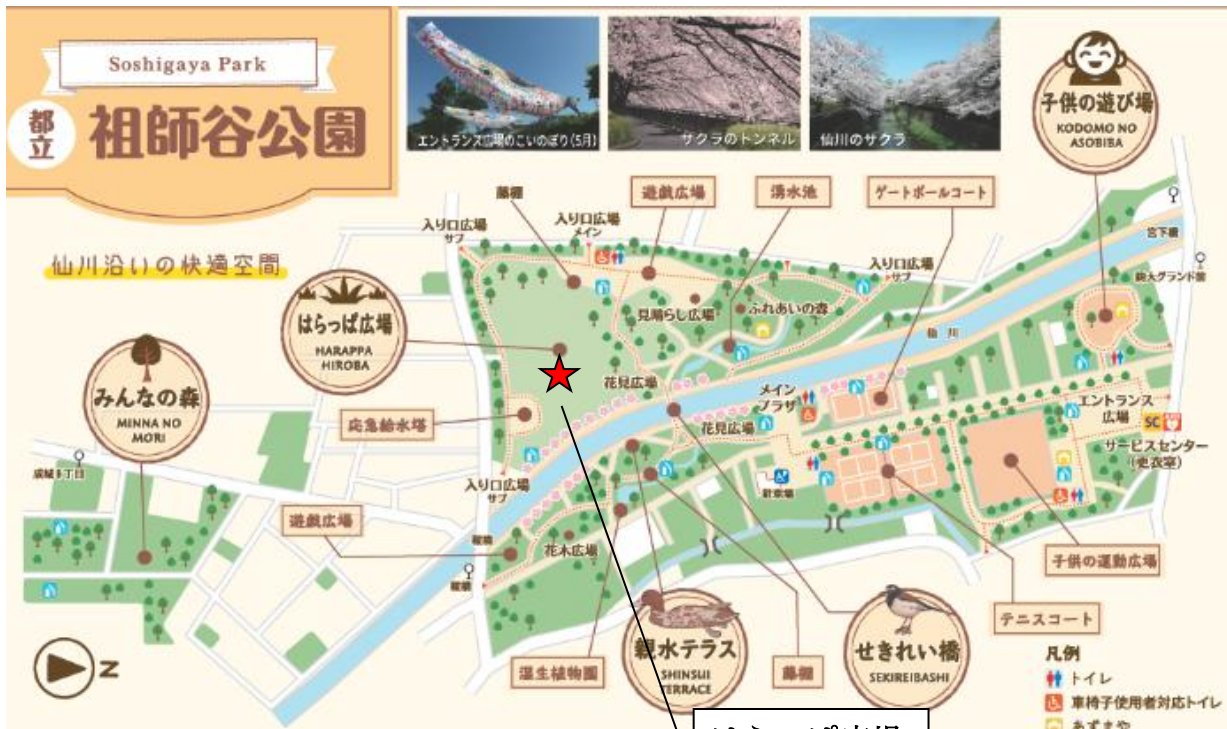 Soshigaya Park
都立
祖師谷公園
仙川沿いの快適空間
エントランス広場のこいのぼり(5月)
サクラのトンネル
仙川のサクラ
子供の遊び場
KODOMO NO
ASOBIBA
藤棚
遊戯広場
湧水池
ゲートボールコート
入り口広場
サブ
入り口広場
メイン
入り口広場
サブ
宮下橋
はらっぱ広場
HARAPPA
HIROBA
見晴らし広場
ふれあいの森
仙川
みんなの森
MINNA NO
MORI
花見広場
メイン
プラザ
花見広場
エントランス
広場
SC
サービスセンター
(更衣室)
応急給水塔
成城8丁目
入り口広場
サブ
駐車場
遊戯広場
花木広場
子供の運動広場
親水テラス
SHINSUI
TERRACE
せきれい橋
SEKIREIBASHI
テニスコート
湿生植物園
藤棚
N
凡例
トイレ
車椅子使用者対応トイレ
あずまや